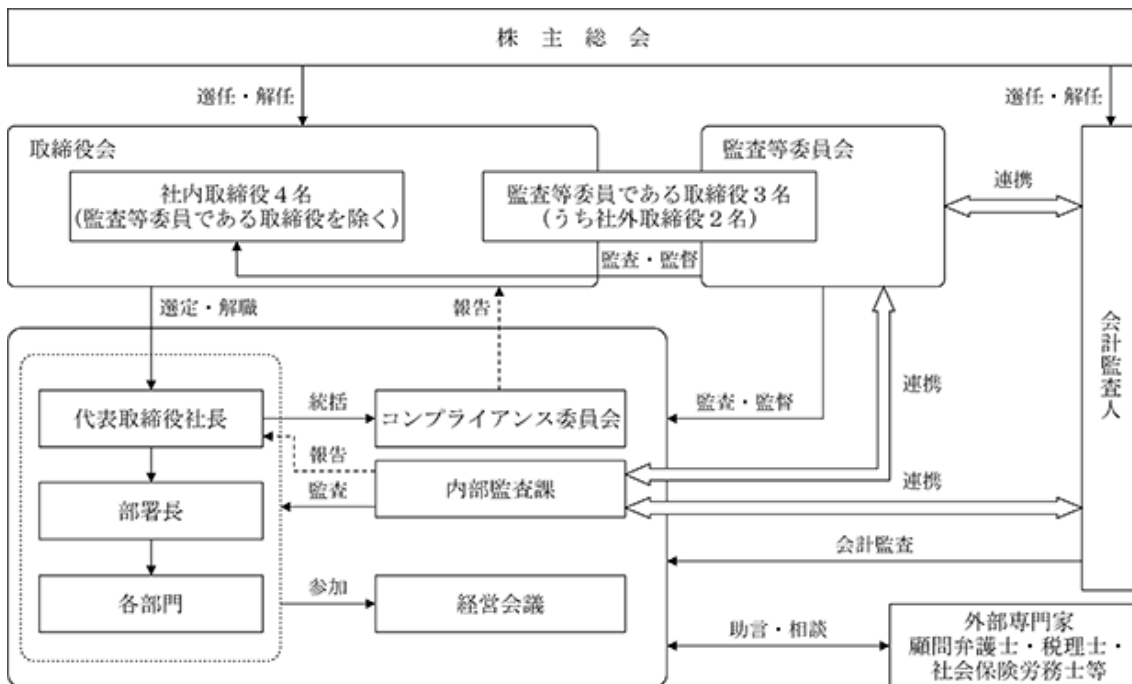 株主総会
選任・解任
選任・解任
取締役会
監査等委員会
社内取締役４名
(監査等委員である取締役を除く)
監査等委員である取締役３名
(うち社外取締役２名)
連携
監査・監督
選定・解職
報告
会計監査人
連携
代表取締役社長
統括
コンプライアンス委員会
監査・監督
報告
内部監査課
連携
監査
部署長
会計監査
各部門
参加
経営会議
助言・相談
外部専門家
顧問弁護士・税理士・
社会保険労務士等